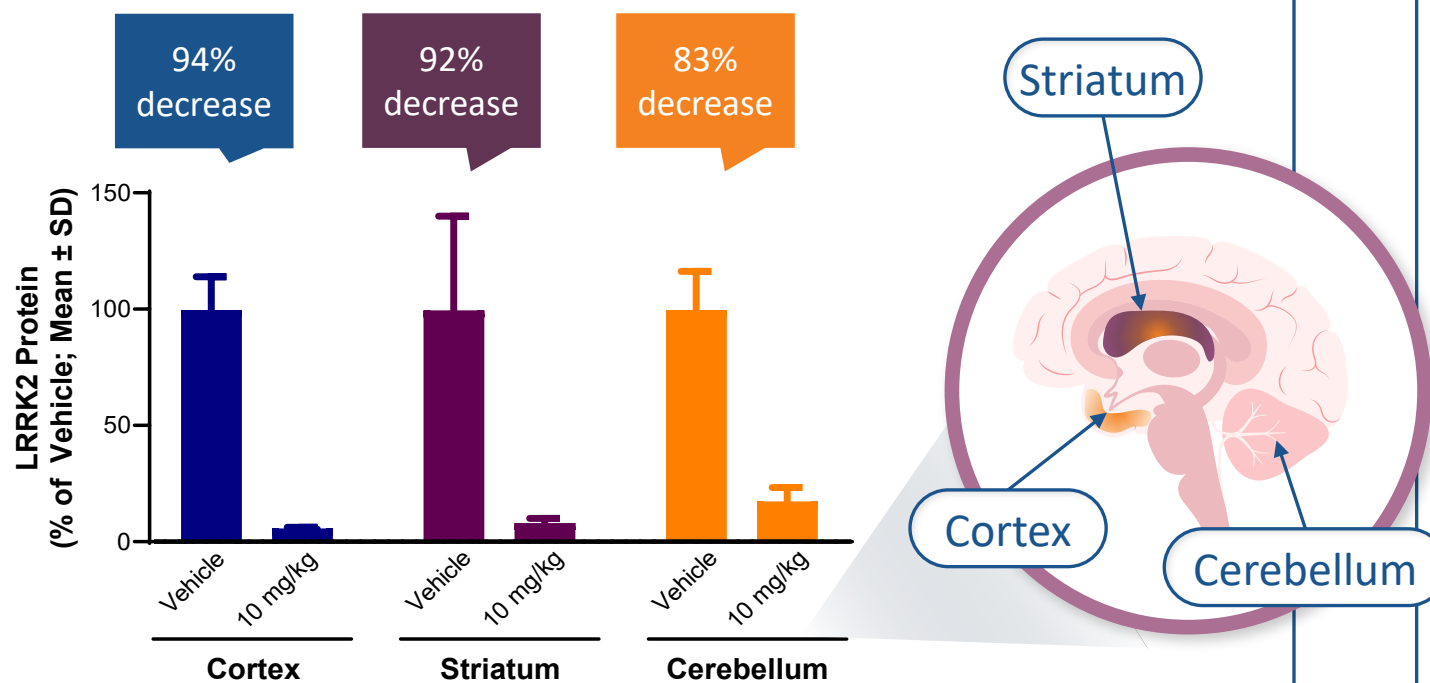 94%
decrease
92%
decrease
83%
decrease
LRRK2 Protein
(% of Vehicle; Mean ± SD)
150
100
50
0
Vehicle
10 mg/kg
Vehicle
10 mg/kg
Vehicle
10 mg/kg
Cortex
Striatum
Cerebellum
Striatum
Cortex
Cerebellum